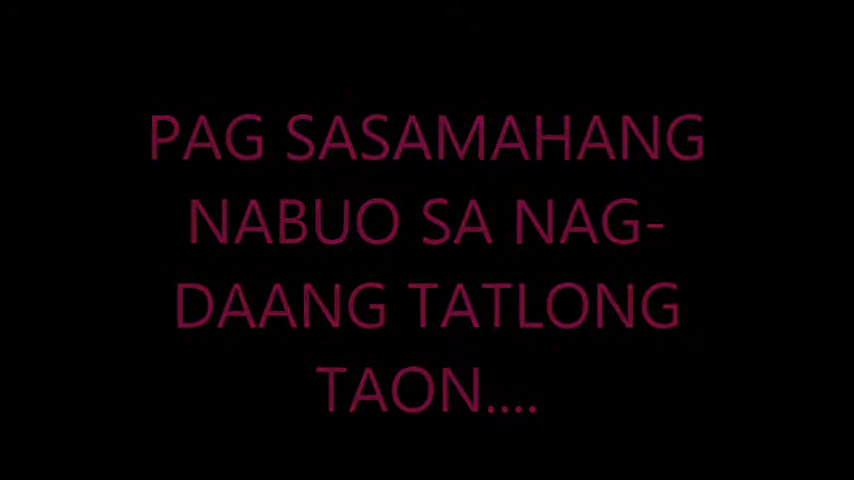 PAG SASAMAHANG
NABUO SA NAG-
DAANG TATLONG
TAON....